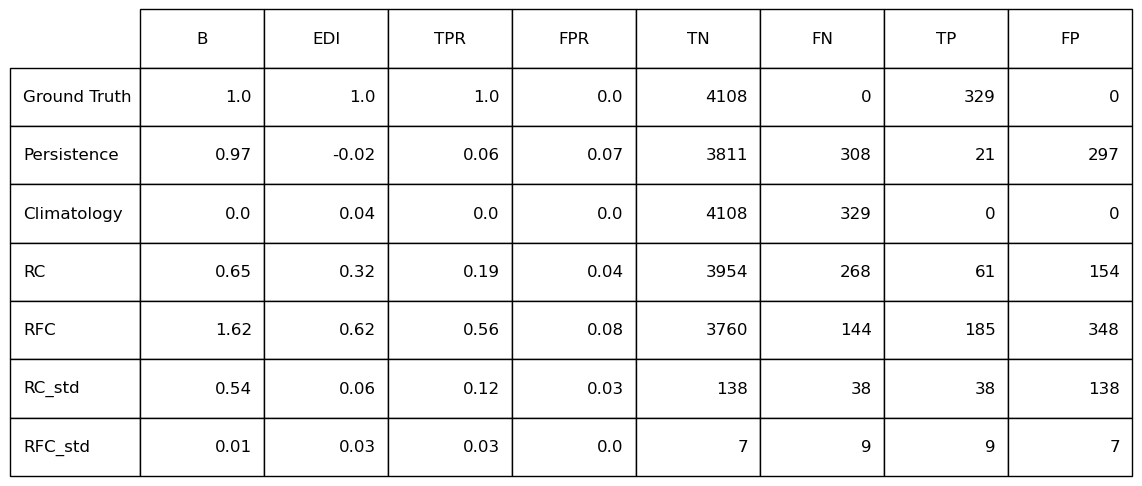 B EDI TPR FPR TN FN TP FP
Ground Truth 1.0 1.0 1.0 0.0 4108 0 329 0
Persistence 0.97 -0.02 0.06 0.07 3811 308 21 297
Climatology 0.0 0.04 0.0 0.0 4108 329 0 0
RC 0.65 0.32 0.19 0.04 3954 268 61 154
RFC 1.62 0.62 0.56 0.08 3760 144 185 348
RC_std 0.54 0.06 0.12 0.03 138 38 38 138
RFC_std 0.01 0.03 0.03 0.0 7 9 9 7